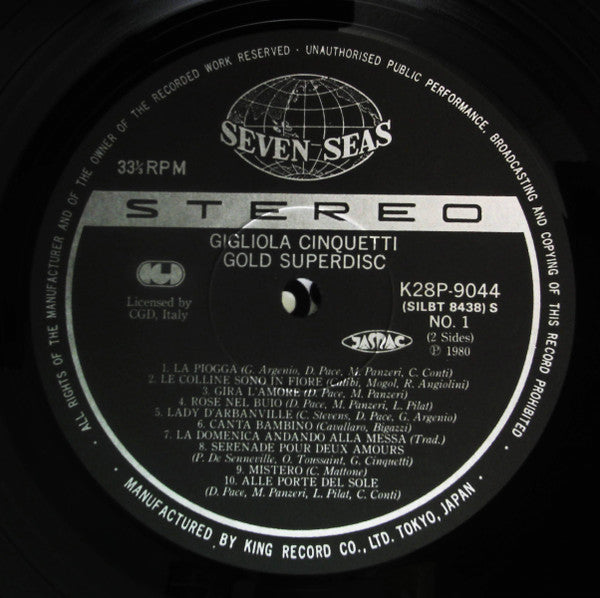 ALL RIGHTS OF THE MANUFACTURER AND OF THE OWNER OF THE RECORDED WORK RESERVED · UNAUTHORISED PUBLIC PERFORMANCE, BROADCASTING AND COPYING OF THIS RECORD PROHIBITED
SEVEN SEAS
33⅓ RPM
STEREO
GIGLIOLA CINQUETTI
GOLD SUPERDISC
CGD
Licensed by
CGD, Italy
K28P-9044
(SILBT 8438) S
NO. 1
JASRAC
(2 Sides)
℗ 1980
1. LA PIOGGA (G. Argenio, D. Pace, M. Panzeri, C. Conti)
2. LE COLLINE SONO IN FIORE (Calibi, Mogol, R. Angiolini)
3. GIRA L'AMORE (D. Pace, M. Panzeri)
4. ROSE NEL BUIO (D. Pace, M. Panzeri, L. Pilat)
5. LADY D'ARBANVILLE (C. Stevens, D. Pace, G. Argenio)
6. CANTA BAMBINO (Cavallaro, Bigazzi)
7. LA DOMENICA ANDANDO ALLA MESSA (Trad.)
8. SERENADE POUR DEUX AMOURS
(P. De Senneville, O. Toussaint, G. Cinquetti)
9. MISTERO (C. Mattone)
10. ALLE PORTE DEL SOLE
(D. Pace, M. Panzeri, L. Pilat, C. Conti)
· MANUFACTURED BY KING RECORD CO., LTD. TOKYO, JAPAN ·